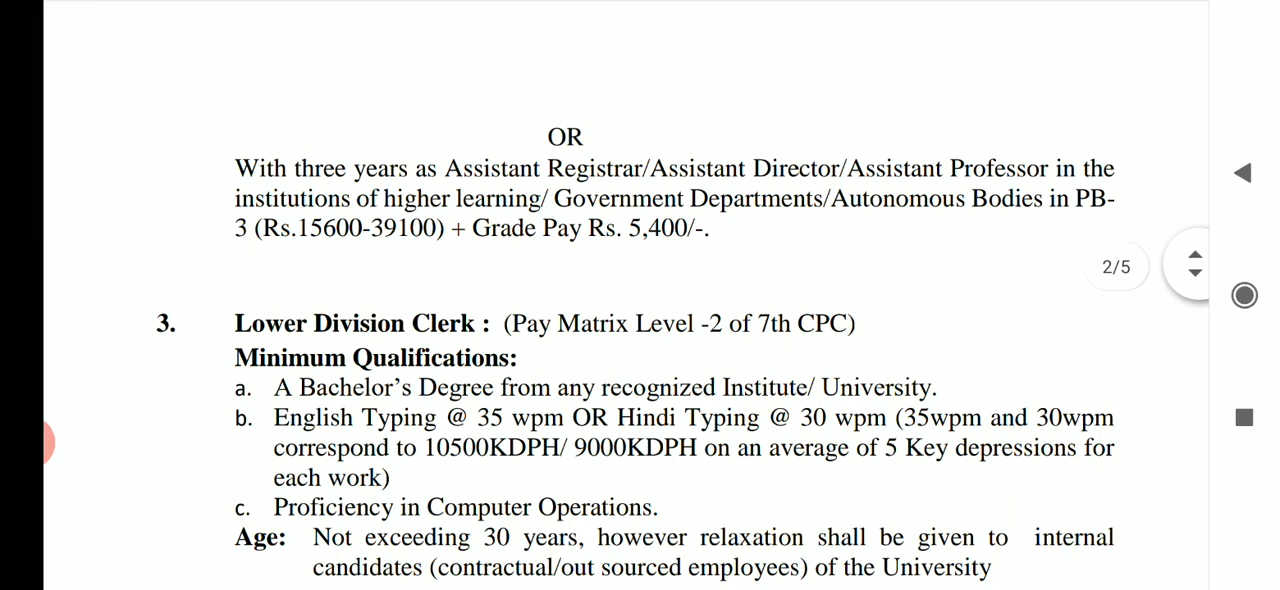 OR
With three years as Assistant Registrar/Assistant Director/Assistant Professor in the
institutions of higher learning/ Government Departments/Autonomous Bodies in PB-
3 (Rs.15600-39100) + Grade Pay Rs. 5,400/-.
2/5
3. Lower Division Clerk : (Pay Matrix Level -2 of 7th CPC)
Minimum Qualifications:
a. A Bachelor’s Degree from any recognized Institute/ University.
b. English Typing @ 35 wpm OR Hindi Typing @ 30 wpm (35wpm and 30wpm
correspond to 10500KDPH/ 9000KDPH on an average of 5 Key depressions for
each work)
c. Proficiency in Computer Operations.
Age: Not exceeding 30 years, however relaxation shall be given to internal
candidates (contractual/out sourced employees) of the University